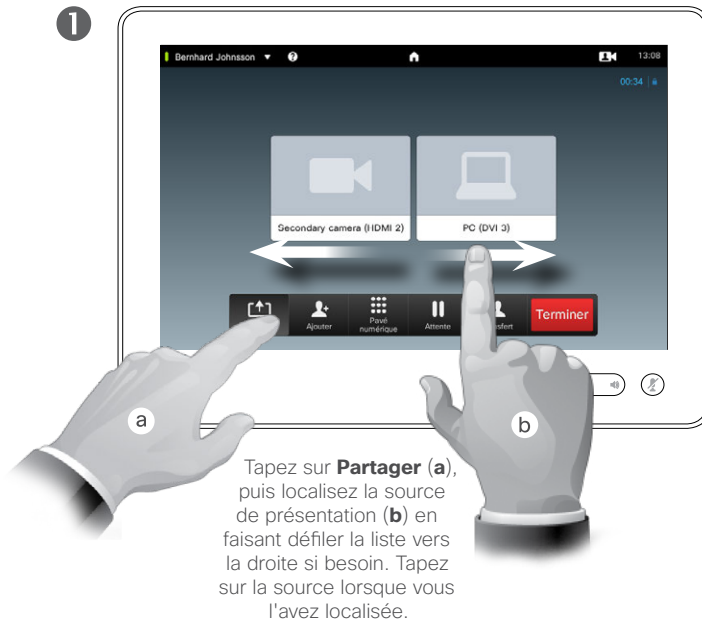 1
Bernhard Johnsson
?
13:08
00:34
Secondary camera (HDMI 2)
PC (DVI 3)
Ajouter
Pavé
numérique
Attente
sfert
Terminer
a
b
Tapez sur Partager (a),
puis localisez la source
de présentation (b) en
faisant défiler la liste vers
la droite si besoin. Tapez
sur la source lorsque vous
l'avez localisée.